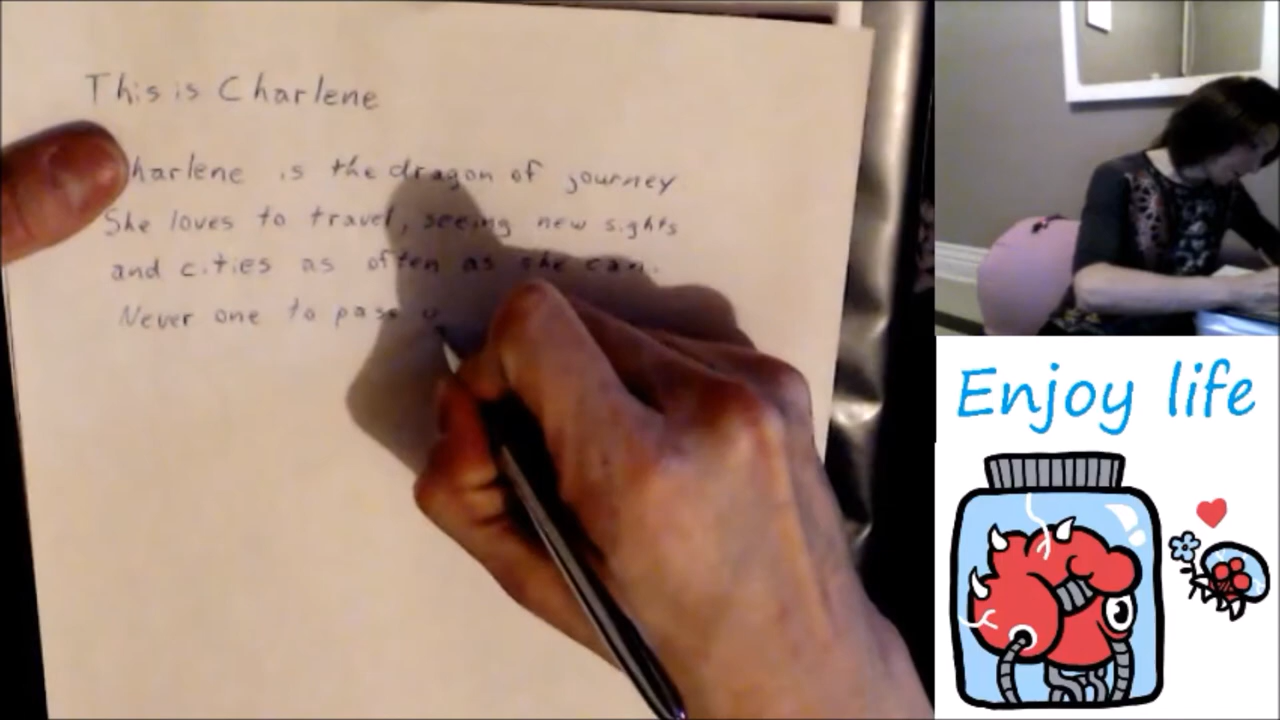 This is Charlene
Charlene is the dragon of journey.
She loves to travel, seeing new sights
and cities as often as she can.
Never one to pass u
Enjoy life